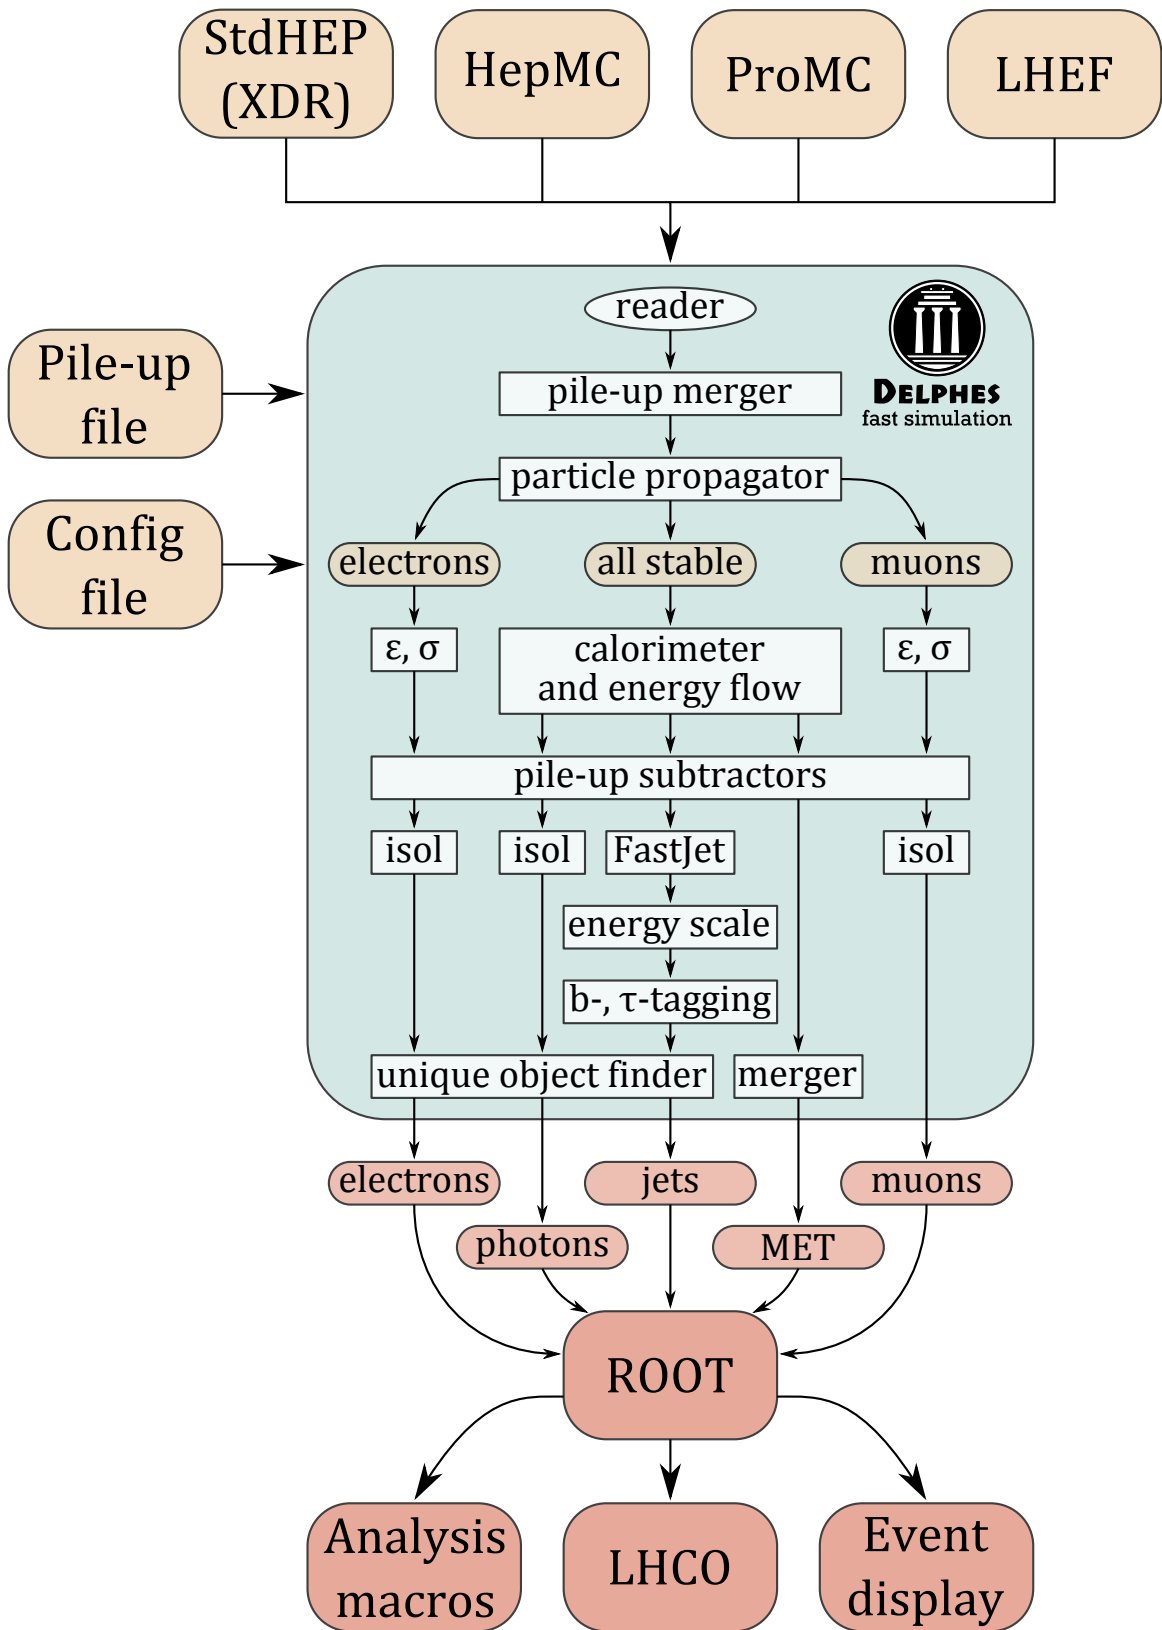 StdHEP
(XDR)
HepMC
ProMC
LHEF
reader
DELPHES
fast simulation
Pile-up
file
pile-up merger
particle propagator
Config
file
electrons
all stable
muons
ε, σ
calorimeter
and energy flow
ε, σ
pile-up subtractors
isol
isol
FastJet
isol
energy scale
b-, τ-tagging
unique object finder
merger
electrons
jets
muons
photons
MET
ROOT
Analysis
macros
LHCO
Event
display